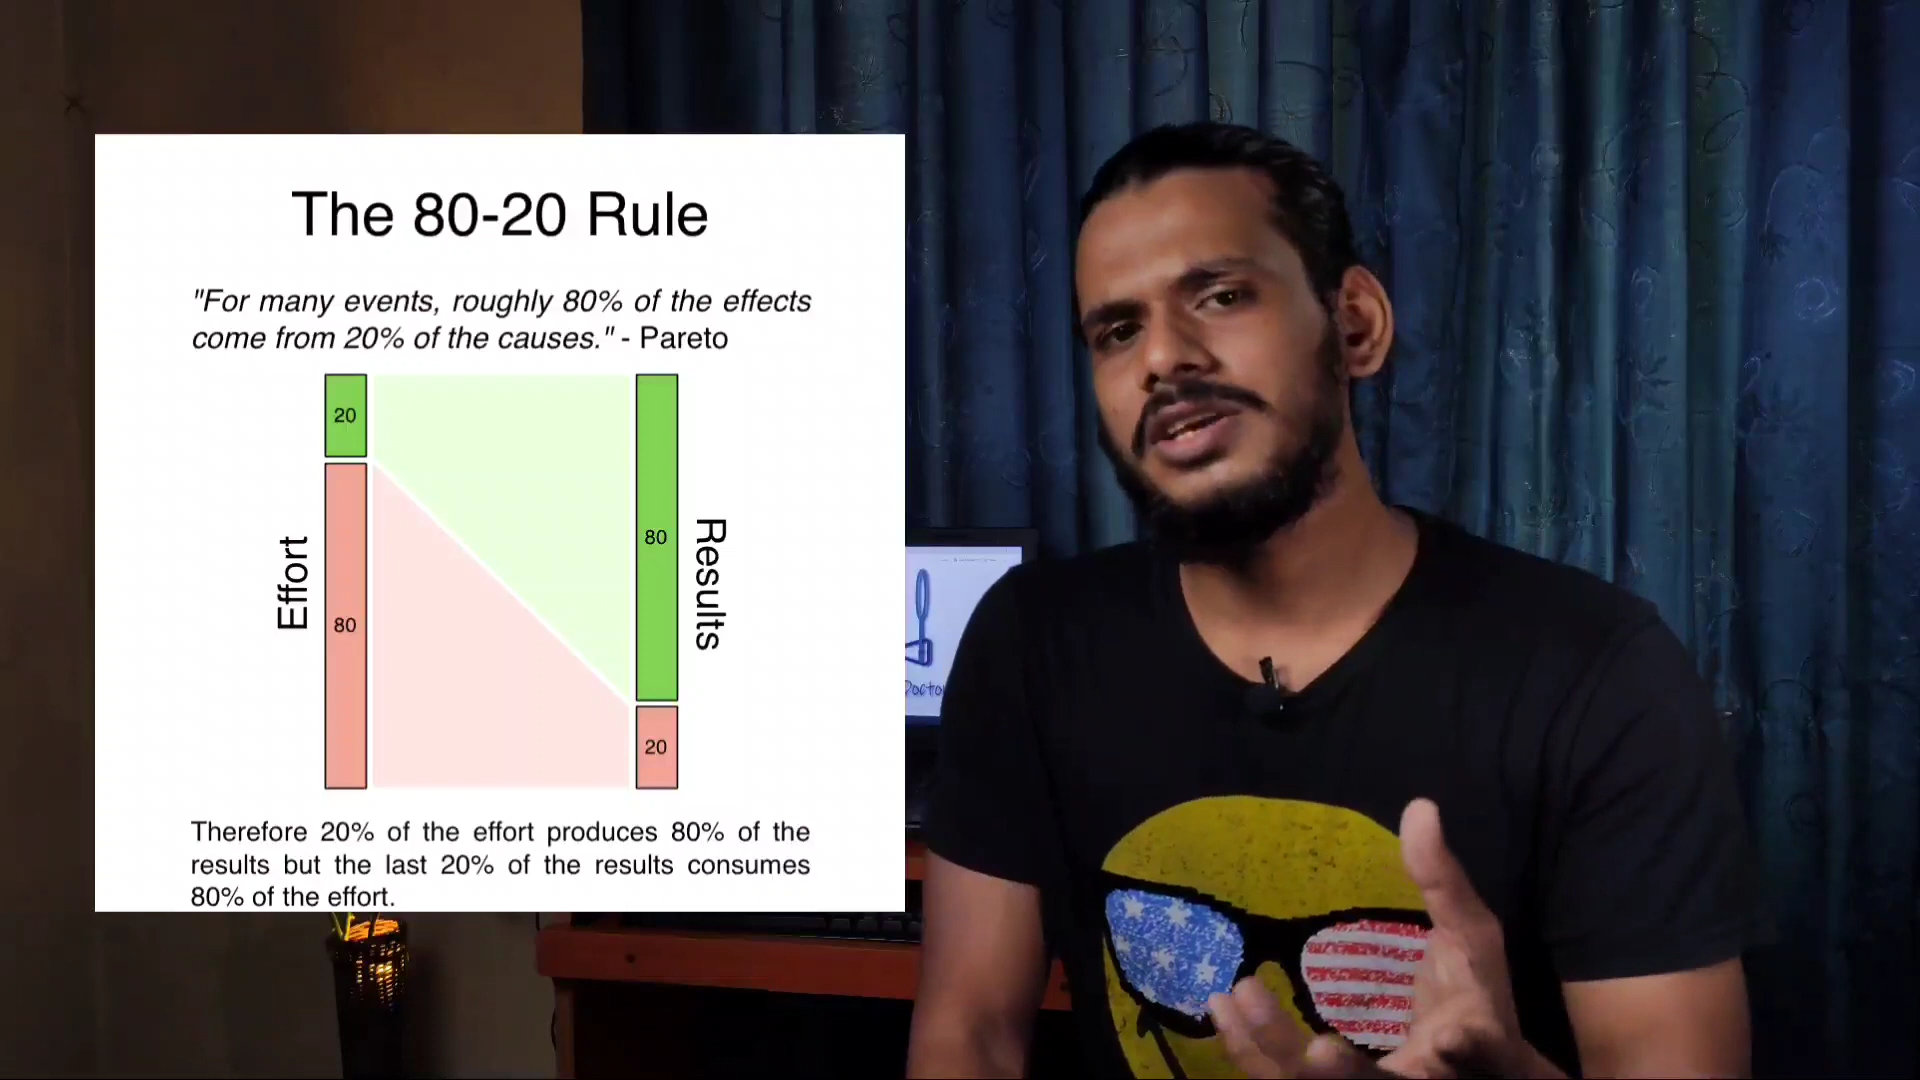 The 80-20 Rule
"For many events, roughly 80% of the effects
come from 20% of the causes." - Pareto
20
80
Effort
80
20
Results
Therefore 20% of the effort produces 80% of the
results but the last 20% of the results consumes
80% of the effort.
Doctor